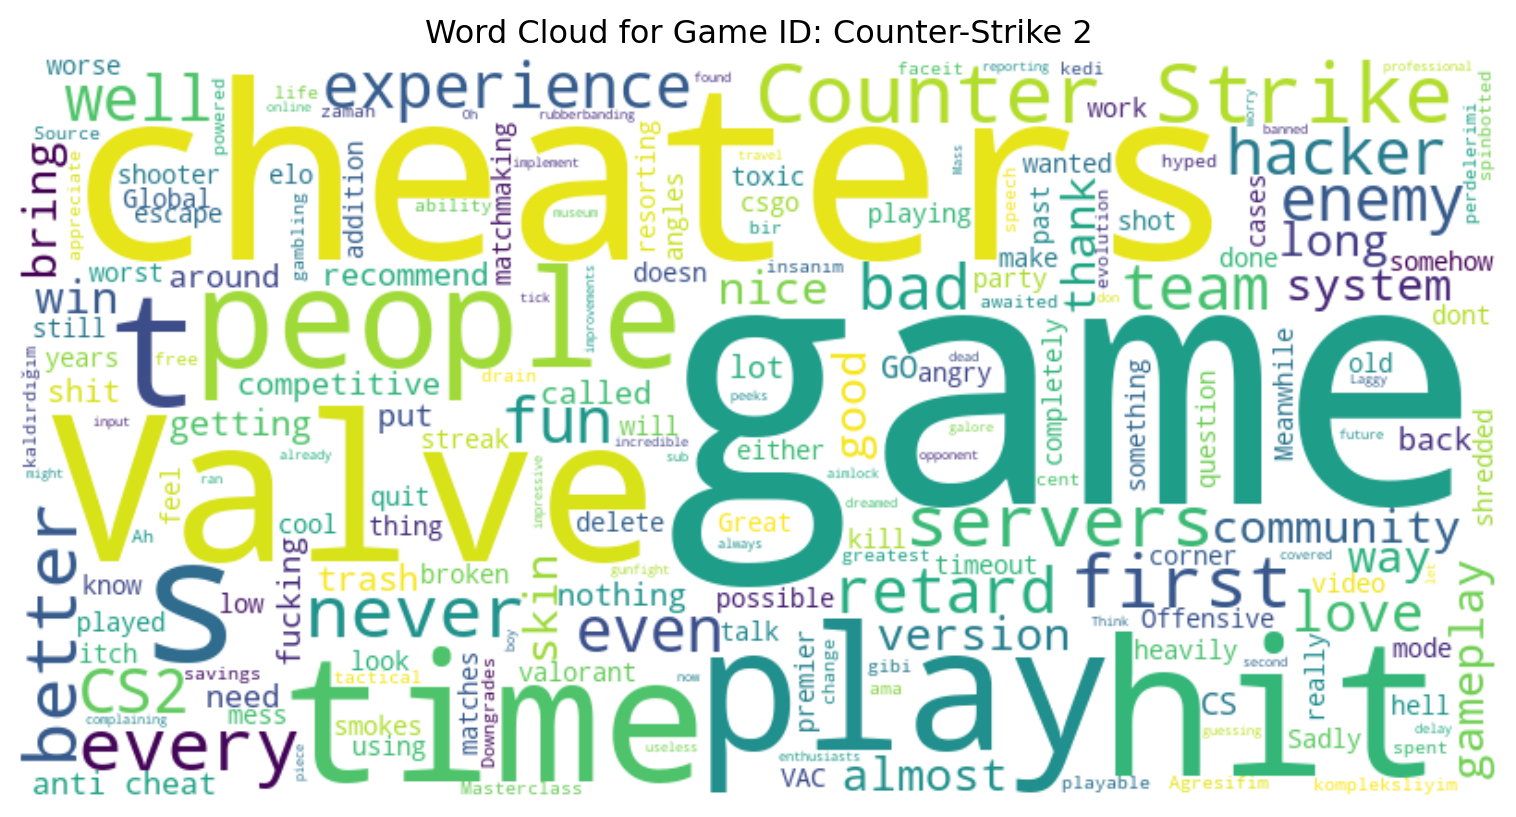 Word Cloud for Game ID: Counter-Strike 2
worse
well
powered
life
online
experience
zaman
found
Oh
rubberbanding
Counter Strike
faceit
reporting
kedi
work
professional
worry
banned
Source
bring
appreciate
shooter
Global
escape
elo
addition
cheaters
ability
matchmaking
implement
museum
resorting
angles
travel
toxic
csgo
bir
playing
Mass
speech
wanted
past
thank
shot
hyped
evolution
hacker
cases
enemy
perdelerimi
spinbotted
long
worst
around
gambling
recommend
doesn
insanım
nice
bad
party
make
awaited
don
team
done
system
somehow
win
t
people
tick
improvements
dont
still
years
free
shit
kaldırdığım
competitive
drain
called
game
lot
peeks
good
GO
angry
dead
completely
something
question
Meanwhile
old
Laggy
input
Valve
getting
already
put
streak
fun
will
incredible
sub
either
aimlock
galore
opponent
cent
future
back
shredded
might
feel
ran
quit
thing
impressive
delete
Great
always
dreamed
kill
servers
community
better
Ah
cool
s
know
low
fucking
trash
broken
skin
gunfight
nothing
possible
greatest
timeout
retard
first
corner
covered
way
video
let
played
itch
never
boy
even
talk
version
Think
Offensive
love
gameplay
CS2
savings
need
mess
complaining
look
tactical
smokes
using
matches
Downgrades
valorant
time
now
useless
play
premier
change
gibi
ama
hit
heavily
second
CS
guessing
really
Sadly
mode
hell
delay
spent
every
piece
anti cheat
Masterclass
enthusiasts
VAC
almost
playable
Agresifim
kompleksliyim